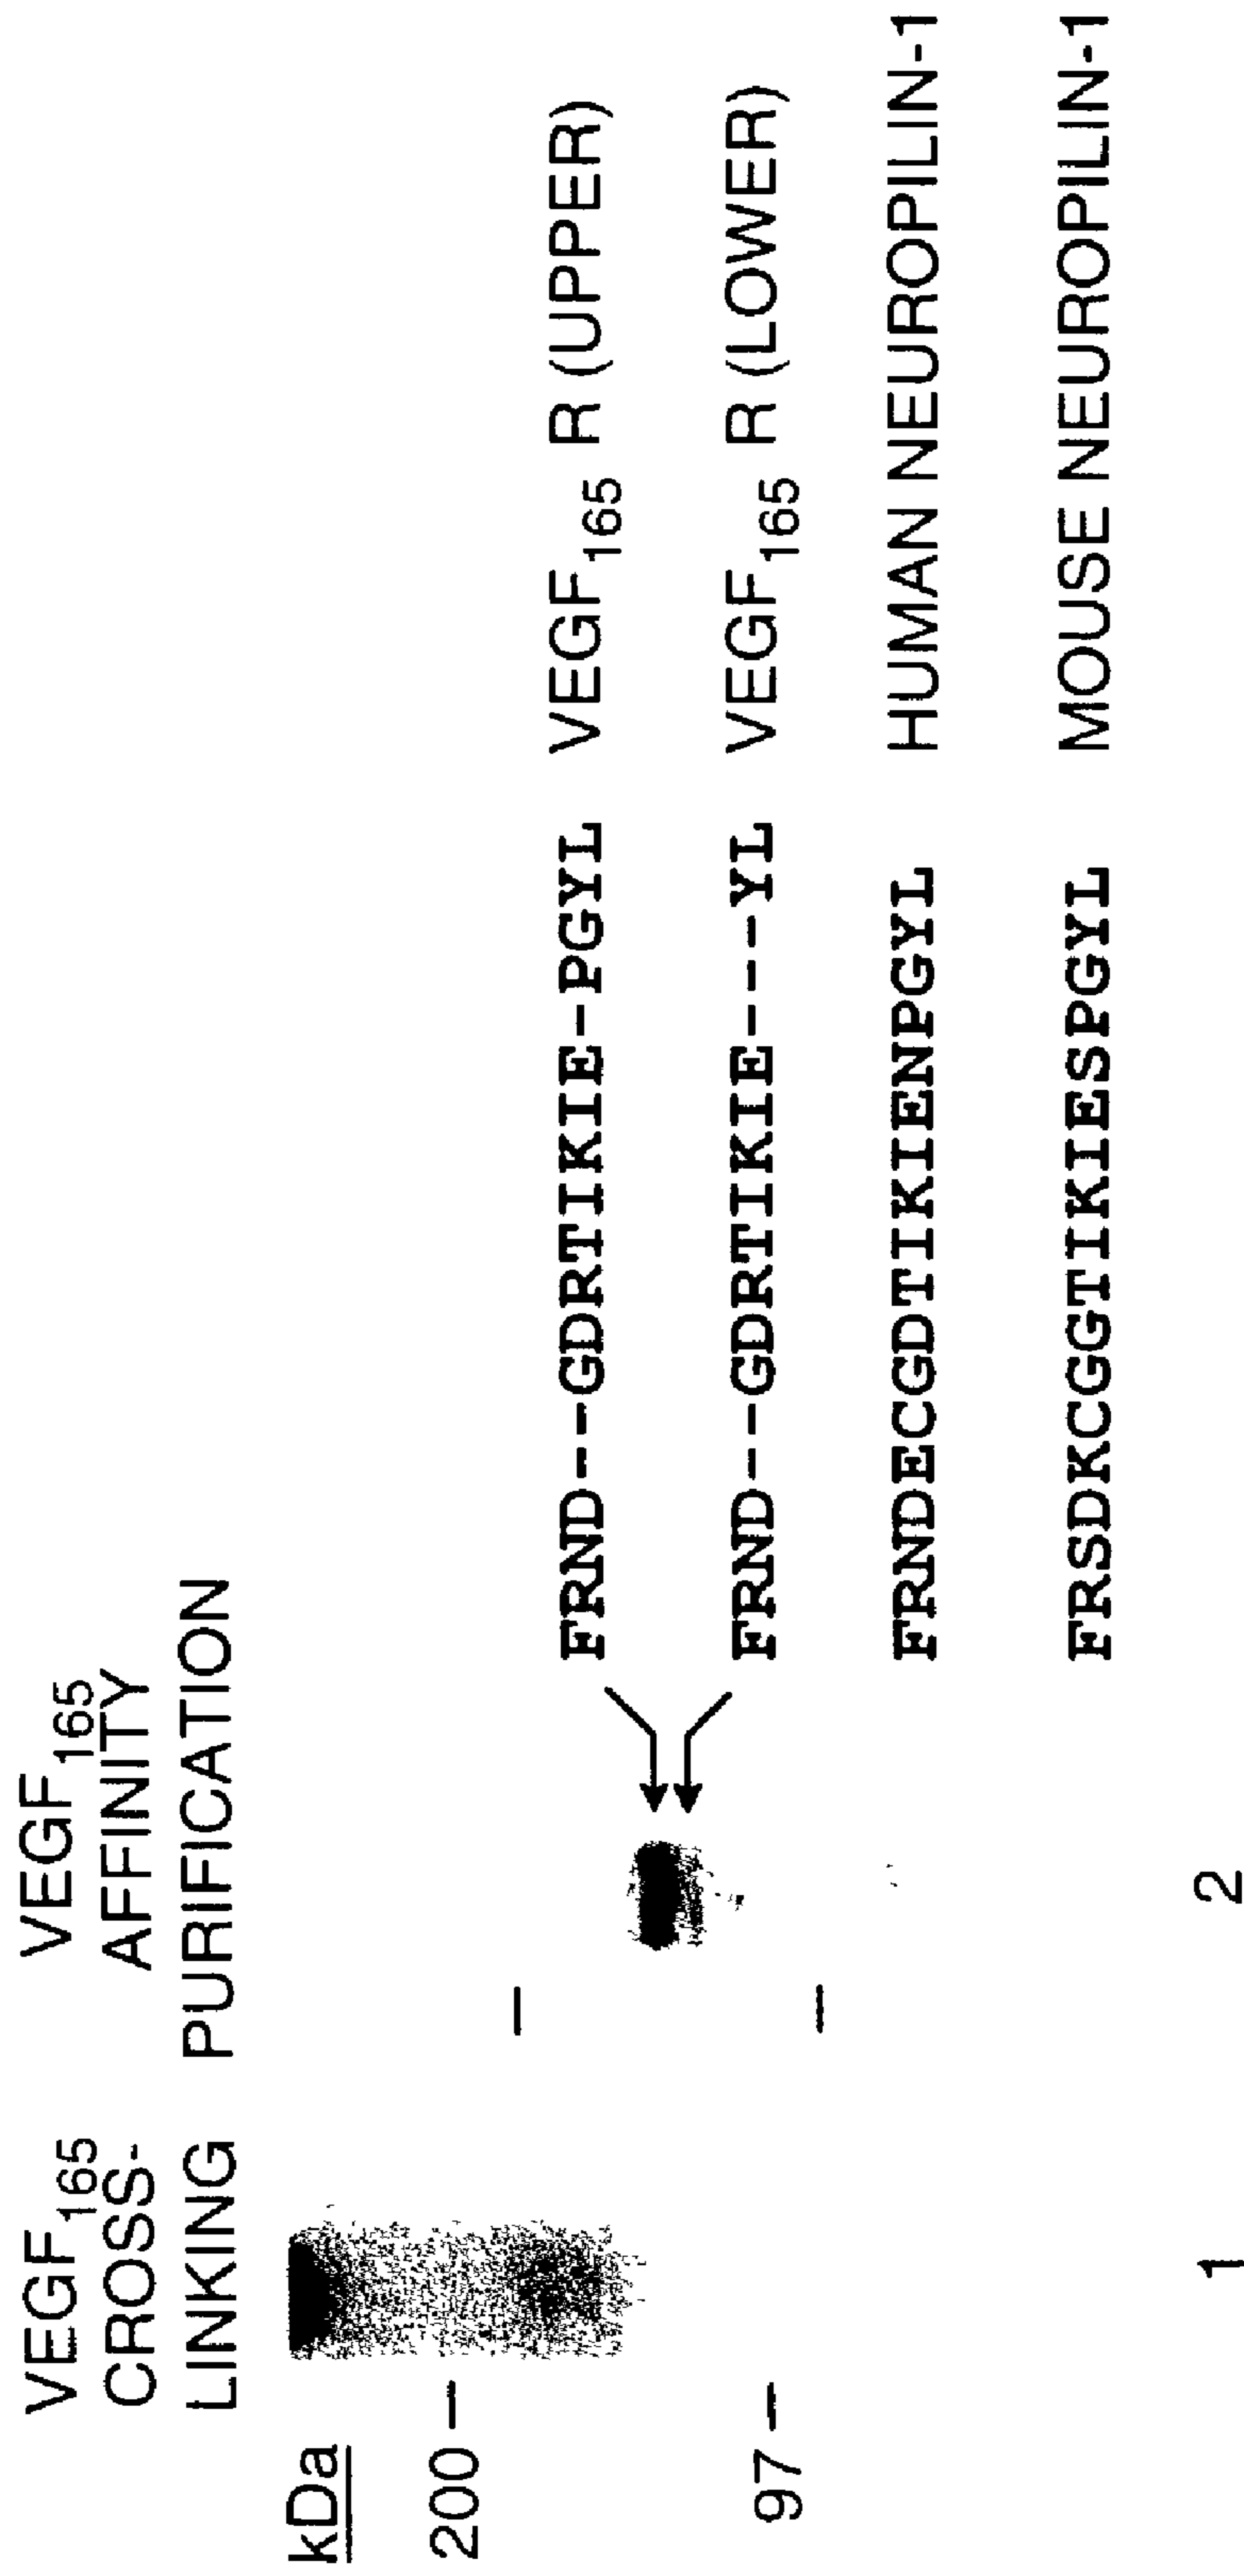 VEGF165
CROSS-
LINKING
VEGF165
AFFINITY
PURIFICATION
kDa
200 –
97 –
FRND--GDRTIKIE-PGYL VEGF165 R (UPPER)
FRND--GDRTIKIE---YL VEGF165 R (LOWER)
FRNDECGDTIKIENPGYL HUMAN NEUROPILIN-1
FRSDKCGGTIKIESPGYL MOUSE NEUROPILIN-1
1
2